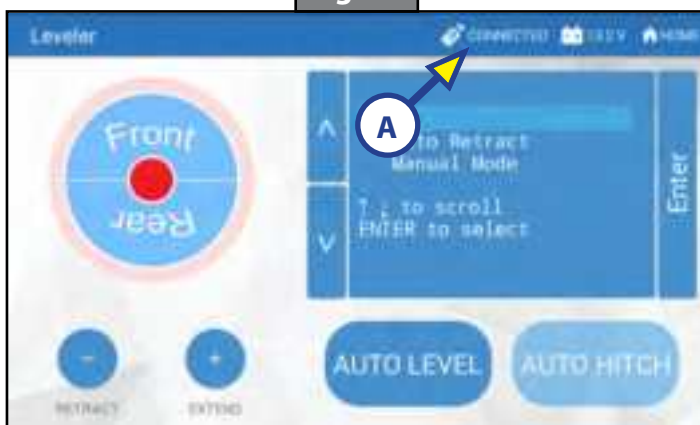 Leveler
CONNECTED
HOME
A
Front
Rear
Auto Retract
Manual Mode
↑ ↓ to scroll
ENTER to select
Enter
RETRACT
EXTEND
AUTO LEVEL
AUTO HITCH